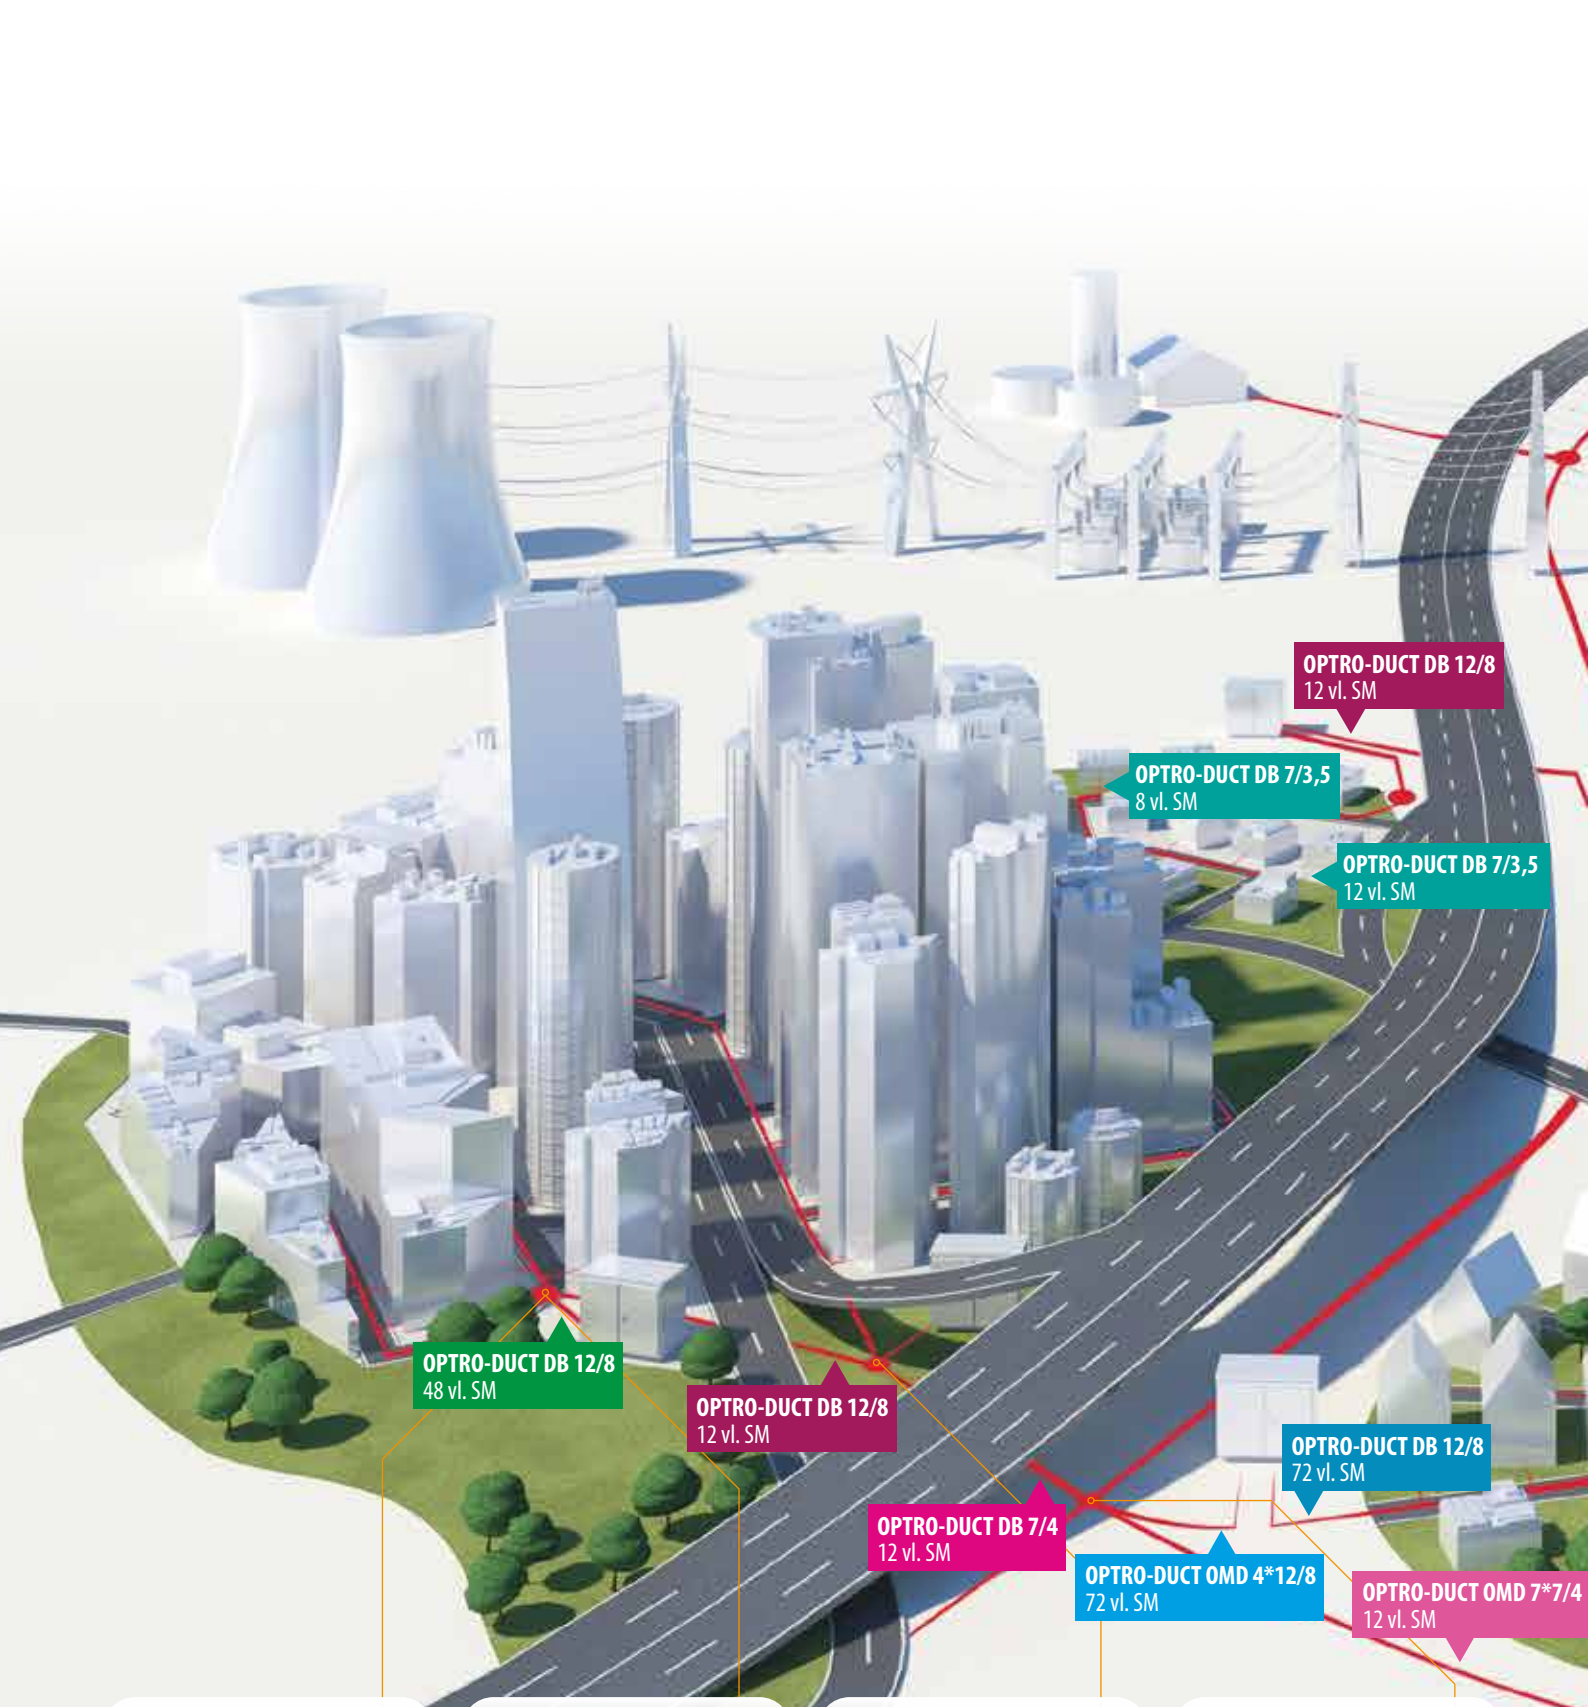 OPTRO-DUCT DB 12/8
12 vl. SM
OPTRO-DUCT DB 7/3,5
8 vl. SM
OPTRO-DUCT DB 7/3,5
12 vl. SM
OPTRO-DUCT DB 12/8
48 vl. SM
OPTRO-DUCT DB 12/8
12 vl. SM
OPTRO-DUCT DB 12/8
72 vl. SM
OPTRO-DUCT DB 7/4
12 vl. SM
OPTRO-DUCT OMD 4*12/8
72 vl. SM
OPTRO-DUCT OMD 7*7/4
12 vl. SM